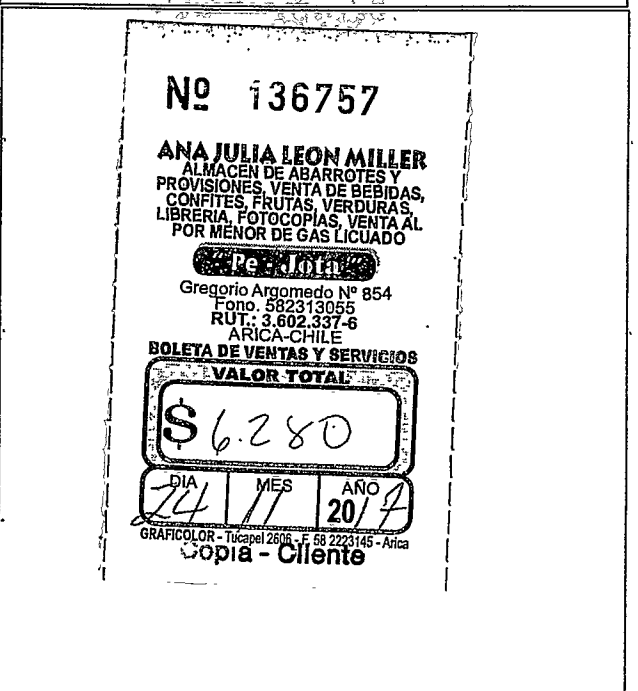 Nº 136757
ANA JULIA LEON MILLER
ALMACEN DE ABARROTES Y
PROVISIONES, VENTA DE BEBIDAS,
CONFITES, FRUTAS, VERDURAS,
LIBRERIA, FOTOCOPIAS, VENTA AL
POR MENOR DE GAS LICUADO
"Pe - Jota"
Gregorio Argomedo Nº 854
Fono. 582313055
RUT.: 3.602.337-6
ARICA-CHILE
BOLETA DE VENTAS Y SERVICIOS
VALOR TOTAL
$ 6.280
DIA MES AÑO
24 11 2017
GRAFICOLOR - Tucapel 2606 - F. 58 2223145 - Arica
Copia - Cliente